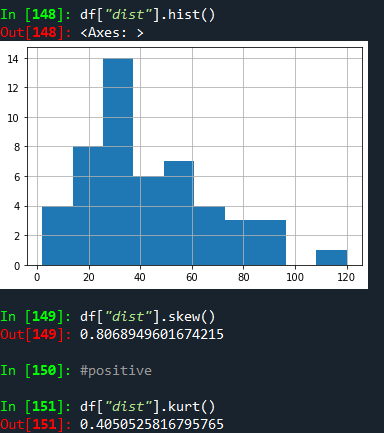 In [148]: df["dist"].hist()
Out[148]: <Axes: >
14
12
10
8
6
4
2
0
0 20 40 60 80 100 120
In [149]: df["dist"].skew()
Out[149]: 0.8068949601674215
In [150]: #positive
In [151]: df["dist"].kurt()
Out[151]: 0.4050525816795765